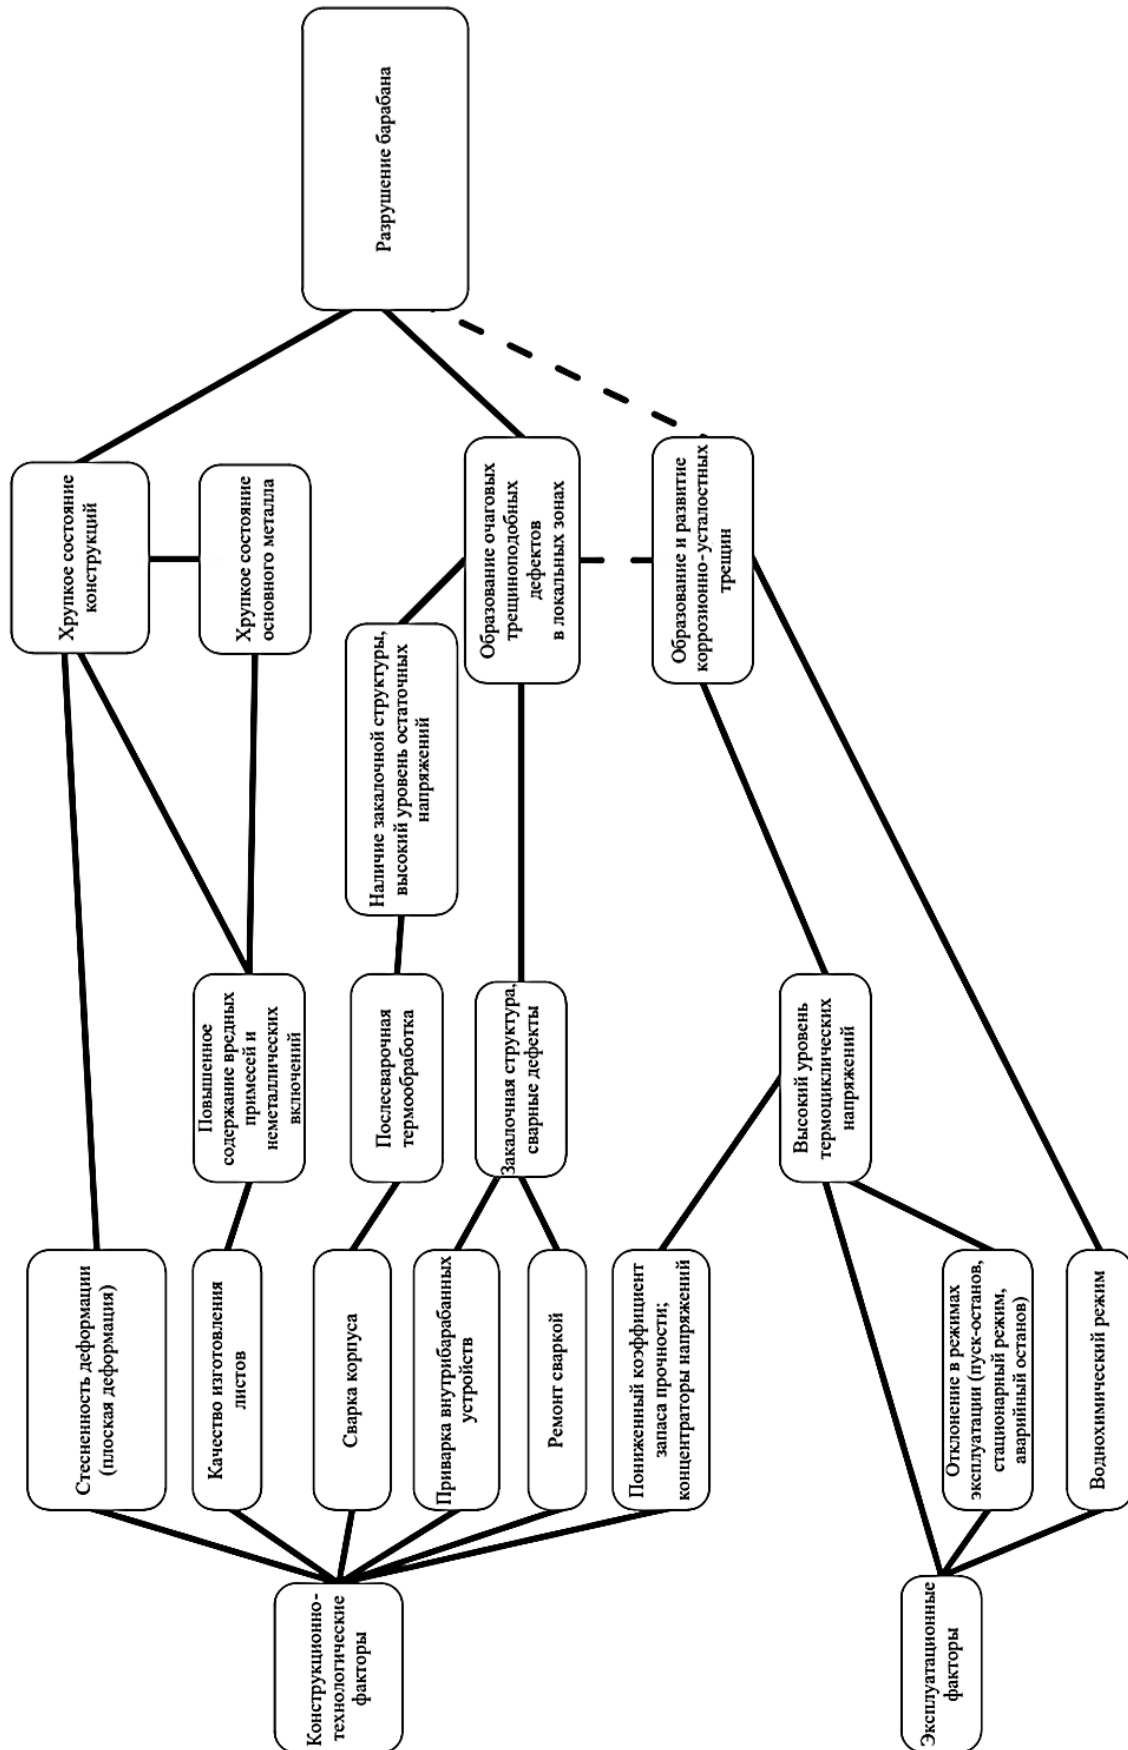 Разрушение барабана
Хрупкое состояние
конструкций
Хрупкое состояние
основного металла
Образование очаговых
трещиноподобных
дефектов
в локальных зонах
Образование и развитие
коррозионно-усталостных
трещин
Наличие закалочной структуры,
высокий уровень остаточных
напряжений
Повышенное
содержание вредных
примесей и
неметаллических
включений
Послесварочная
термообработка
Закалочная структура,
сварные дефекты
Высокий уровень
термоциклических
напряжений
Стесненность деформации
(плоская деформация)
Качество изготовления
листов
Сварка корпуса
Приварка внутрибарабанных
устройств
Ремонт сваркой
Пониженный коэффициент
запаса прочности;
концентраторы напряжений
Отклонение в режимах
эксплуатации (пуск-останов,
стационарный режим,
аварийный останов)
Воднохимический режим
Конструкционно-
технологические
факторы
Эксплуатационные
факторы